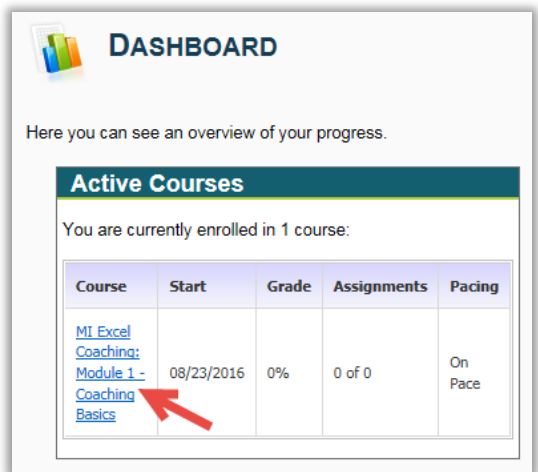 DASHBOARD
Here you can see an overview of your progress.
Active Courses
You are currently enrolled in 1 course:
Course Start Grade Assignments Pacing
MI Excel
Coaching:
Module 1 -
Coaching
Basics
08/23/2016 0% 0 of 0
On
Pace